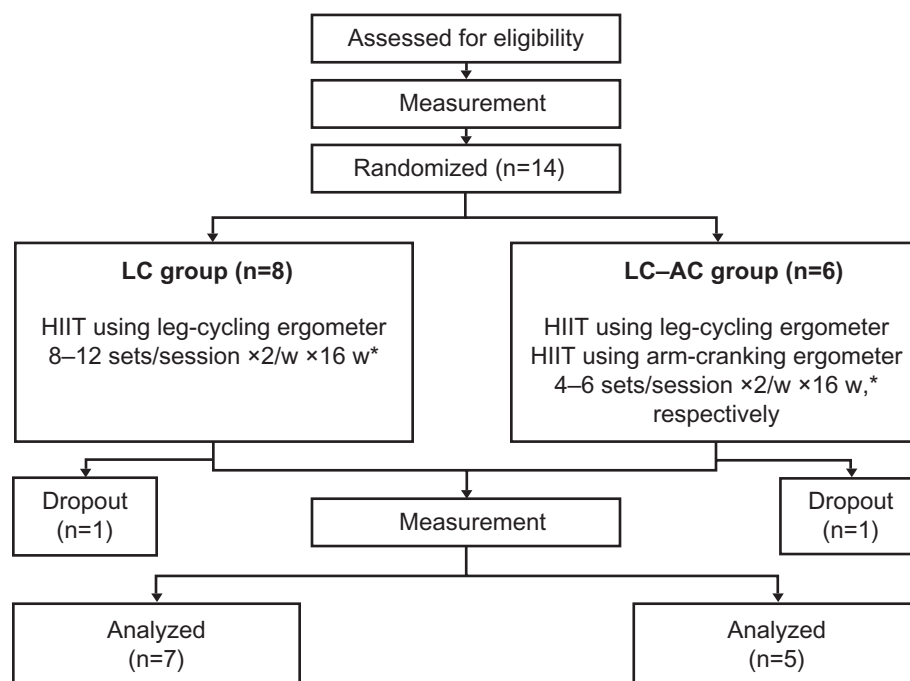 Assessed for eligibility
Measurement
Randomized (n=14)
LC group (n=8)
HIIT using leg-cycling ergometer
8–12 sets/session ×2/w ×16 w*
LC–AC group (n=6)
HIIT using leg-cycling ergometer
HIIT using arm-cranking ergometer
4–6 sets/session ×2/w ×16 w,*
respectively
Dropout
(n=1)
Measurement
Dropout
(n=1)
Analyzed
(n=7)
Analyzed
(n=5)